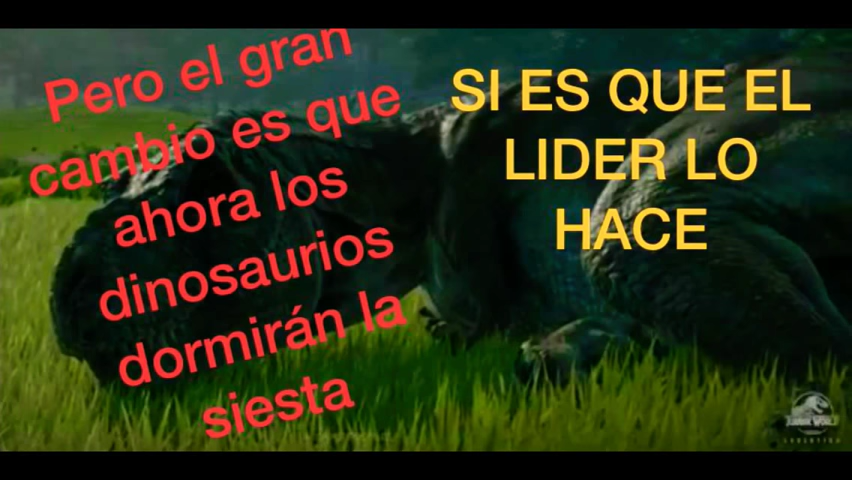 Pero el gran
cambio es que
ahora los
dinosaurios
dormirán la
siesta
SI ES QUE EL
LIDER LO
HACE
JURASSIC WORLD
EVOLUTION